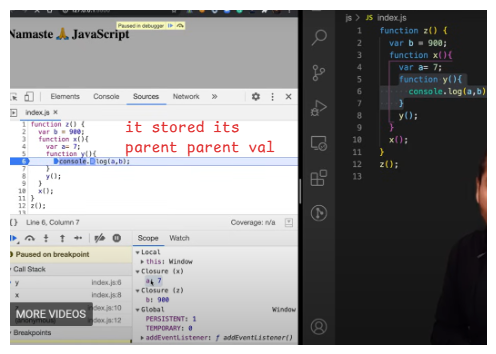 Paused in debugger
Namaste 🙏 JavaScript
Elements Console Sources Network »
index.js ×
1 function z() {
2 var b = 900;
3 function x(){
4 var a= 7;
5 function y(){
6 console.log(a,b);
7 }
8 y();
9 }
10 x();
11 }
12 z();
it stored its
parent parent val
{} Line 6, Column 7 Coverage: n/a
Paused on breakpoint
Call Stack
y index.js:6
x index.js:8
index.js:10
index.js:12
Breakpoints
MORE VIDEOS
Scope Watch
Local
this: Window
Closure (x)
a: 7
Closure (z)
b: 900
Global Window
PERSISTENT: 1
TEMPORARY: 0
addEventListener: ƒ addEventListener()
js > JS index.js
1 function z() {
2 var b = 900;
3 function x(){
4 var a= 7;
5 function y(){
6 console.log(a,b)
7 }
8 y();
9 }
10 x();
11 }
12 z();
13